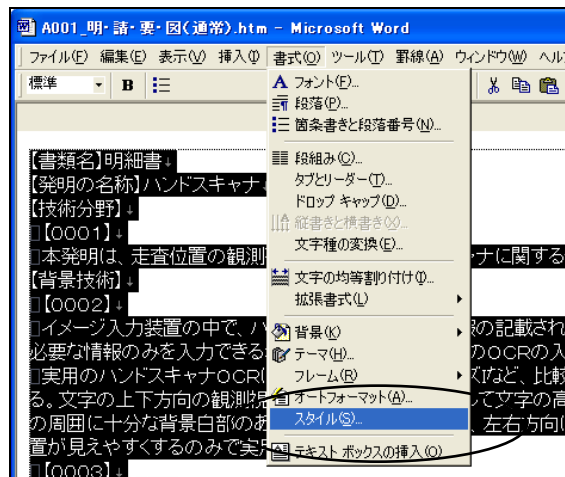 A001_明・請・要・図(通常).htm - Microsoft Word
ファイル(F) 編集(E) 表示(V) 挿入(I) 書式(O) ツール(T) 罫線(A) ウィンドウ(W) ヘル
標準 B
フォント(F)...
段落(P)...
箇条書きと段落番号(N)...
段組み(C)...
タブとリーダー(T)...
ドロップ キャップ(D)...
縦書きと横書き(X)...
文字種の変換(E)...
文字の均等割り付け(I)...
拡張書式(L)
背景(K)
テーマ(H)...
フレーム(R)
オートフォーマット(A)...
スタイル(S)...
テキスト ボックスの挿入(O)
【書類名】明細書↓
【発明の名称】ハンドスキャナ↓
【技術分野】↓
□【0001】↓
□本発明は、走査位置の観測 ナに関する
【背景技術】↓
□【0002】↓
□イメージ入力装置の中で、ハ の記載され
必要な情報のみを入力できる のOCRの入
□実用のハンドスキャナOCR( など、比較
る。文字の上下方向の観測 て文字の高
の周囲に十分な背景白部のあ 、左右方向(
置が見えやすくするのみで実
□【0003】↓